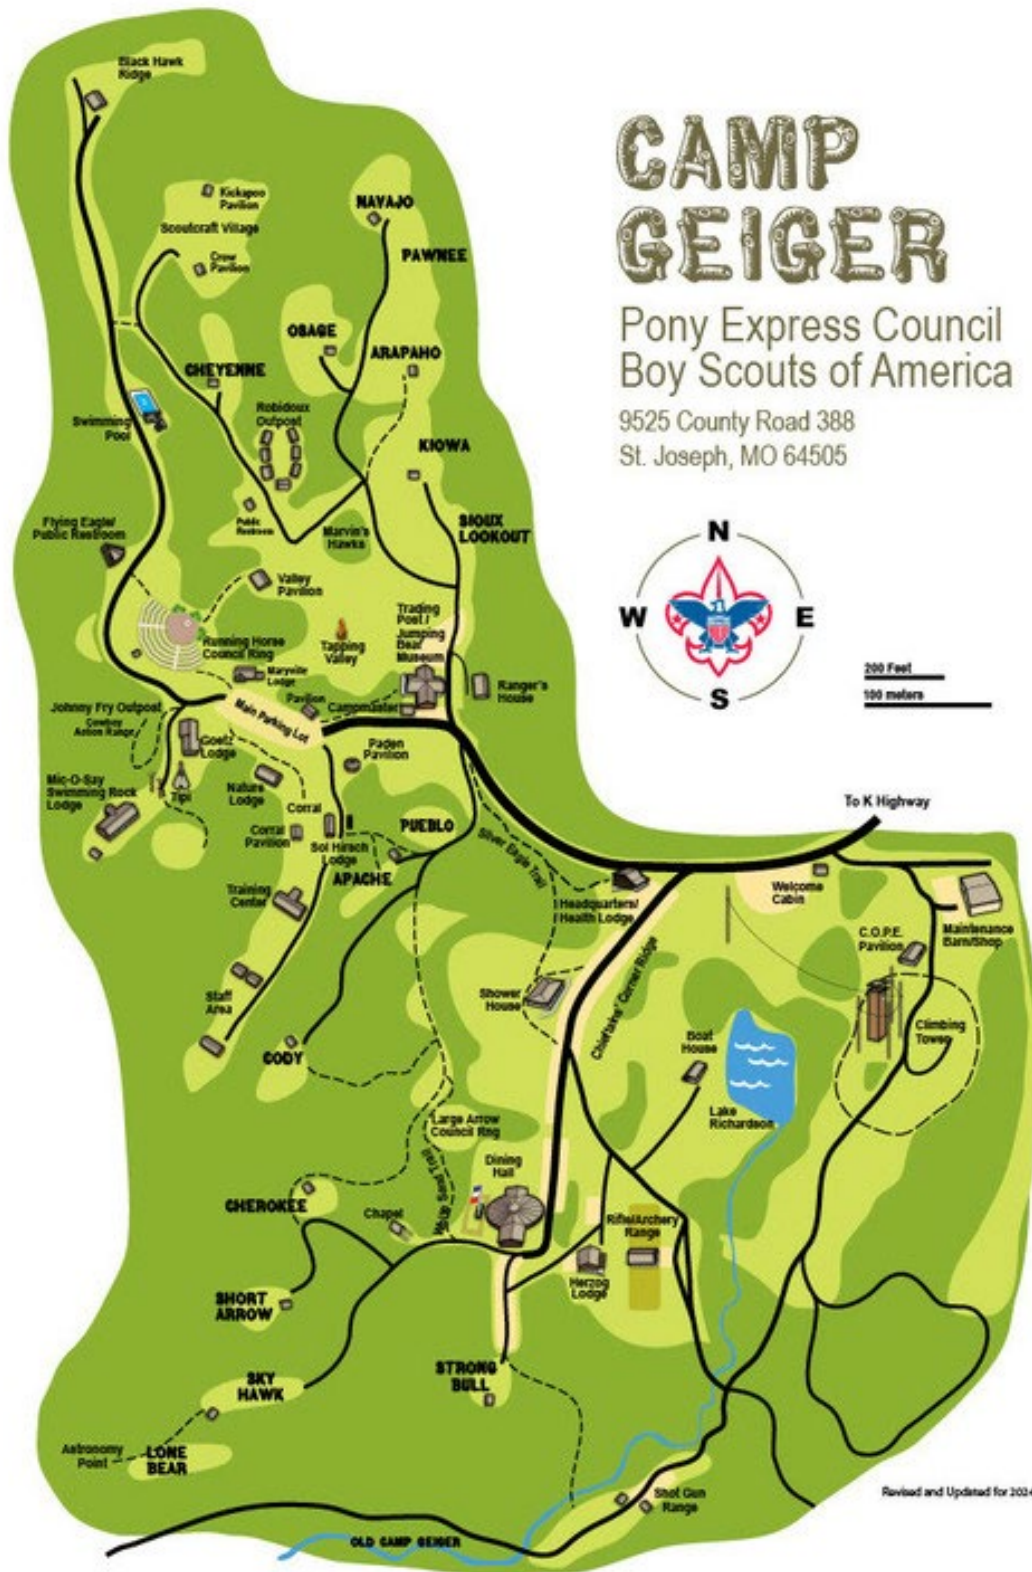 CAMP
GEIGER
Pony Express Council
Boy Scouts of America
9525 County Road 388
St. Joseph, MO 64505
N
W
E
S
200 Feet
100 meters
Black Hawk
Ridge
Kickapoo
Pavilion
Scoutcraft Village
Crow
Pavilion
NAVAJO
PAWNEE
OSAGE
ARAPAHO
CHEYENNE
Robidoux
Outpost
Swimming
Pool
KIOWA
Public
Restroom
Marvin's
Hawks
SIOUX
LOOKOUT
Flying Eagle/
Public Restroom
Valley
Pavilion
Trading
Post /
Jumping
Bear
Museum
Tapping
Valley
Running Horse
Council Ring
Maryville
Lodge
Ranger's
House
Pavilion
Campmaster
Main Parking Lot
Johnny Fry Outpost
Cowboy
Action Range
Goetz
Lodge
Paden
Pavilion
Mic-O-Say
Swimming Rock
Lodge
Tipi
Nature
Lodge
Corral
Corral
Pavilion
Sol Hirsch
Lodge
PUEBLO
APACHE
Silver Eagle Trail
To K Highway
Training
Center
Headquarters/
Health Lodge
Welcome
Cabin
C.O.P.E.
Pavilion
Maintenance
Barn/Shop
Staff
Area
Shower
House
Chieftains' Corner Ridge
CODY
Boat
House
Climbing
Tower
Lake
Richardson
Large Arrow
Council Rng
Dining
Hall
CHEROKEE
Chapel
Rifle/Archery
Range
Herzog
Lodge
SHORT
ARROW
STRONG
BULL
SKY
HAWK
Astronomy
Point
LONE
BEAR
Shot Gun
Range
OLD CAMP GEIGER
Revised and Updated for 2024